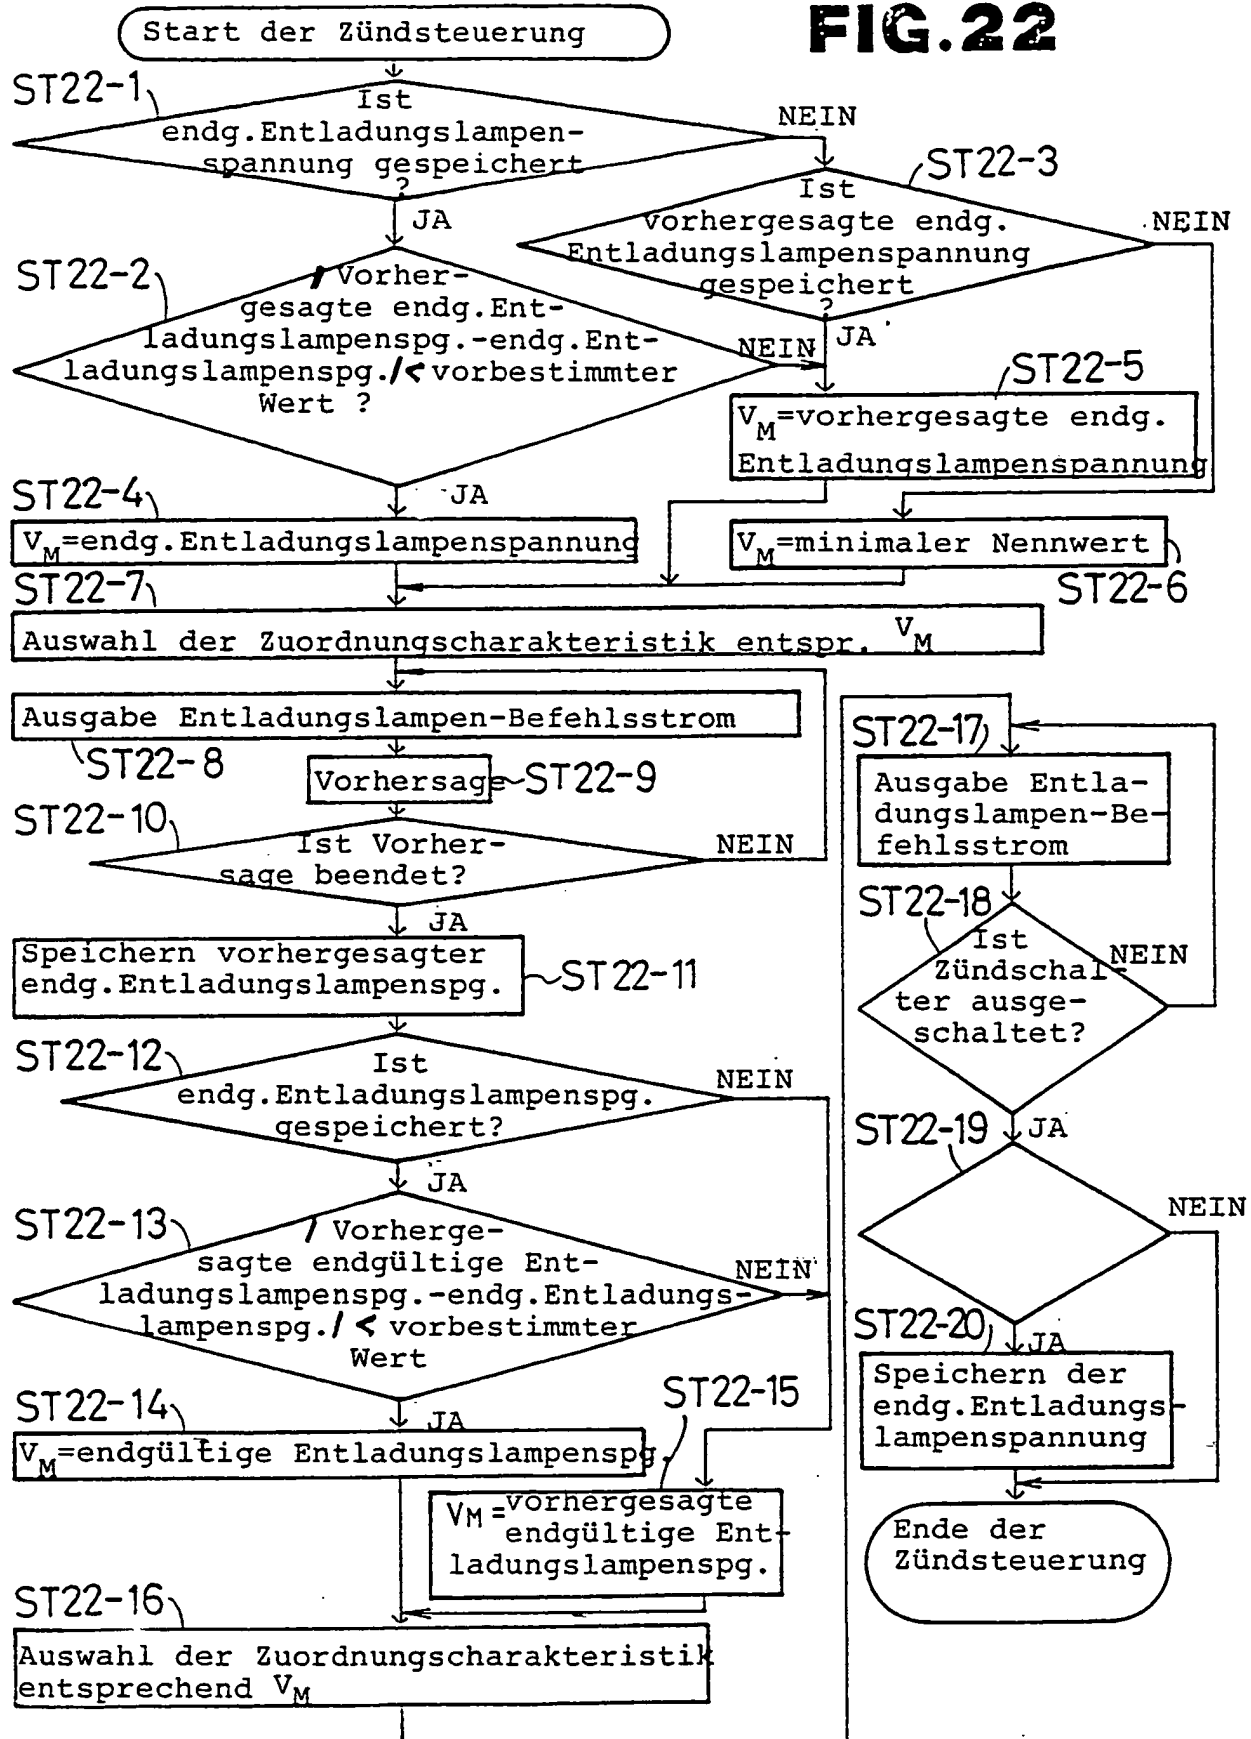 FIG.22
Start der Zündsteuerung
ST22-1
Ist
endg.Entladungslampen-
spannung gespeichert
?
NEIN
JA
ST22-3
Ist
vorhergesagte endg.
Entladungslampenspannung
gespeichert
?
NEIN
JA
ST22-2
/ Vorher-
gesagte endg.Ent-
ladungslampenspg.-endg.Ent-
ladungslampenspg./< vorbestimmter
Wert ?
NEIN
JA
ST22-5
VM=vorhergesagte endg.
Entladungslampenspannung
ST22-4
VM=endg.Entladungslampenspannung
VM=minimaler Nennwert
ST22-6
ST22-7
Auswahl der Zuordnungscharakteristik entspr. VM
Ausgabe Entladungslampen-Befehlsstrom
ST22-8
Vorhersage
ST22-9
ST22-10
Ist Vorher-
sage beendet?
NEIN
JA
Speichern vorhergesagter
endg.Entladungslampenspg.
ST22-11
ST22-12
Ist
endg.Entladungslampenspg.
gespeichert?
NEIN
JA
ST22-13
/ Vorherge-
sagte endgültige Ent-
ladungslampenspg.-endg.Entladungs-
lampenspg./ < vorbestimmter
Wert
NEIN
JA
ST22-14
VM=endgültige Entladungslampenspg.
ST22-15
VM=vorhergesagte
endgültige Ent-
ladungslampenspg.
ST22-16
Auswahl der Zuordnungscharakteristik
entsprechend VM
ST22-17
Ausgabe Entla-
dungslampen-Be-
fehlsstrom
ST22-18
Ist
Zündschal-
ter ausge-
schaltet?
NEIN
JA
ST22-19
NEIN
JA
ST22-20
Speichern der
endg.Entladungs-
lampenspannung
Ende der
Zündsteuerung